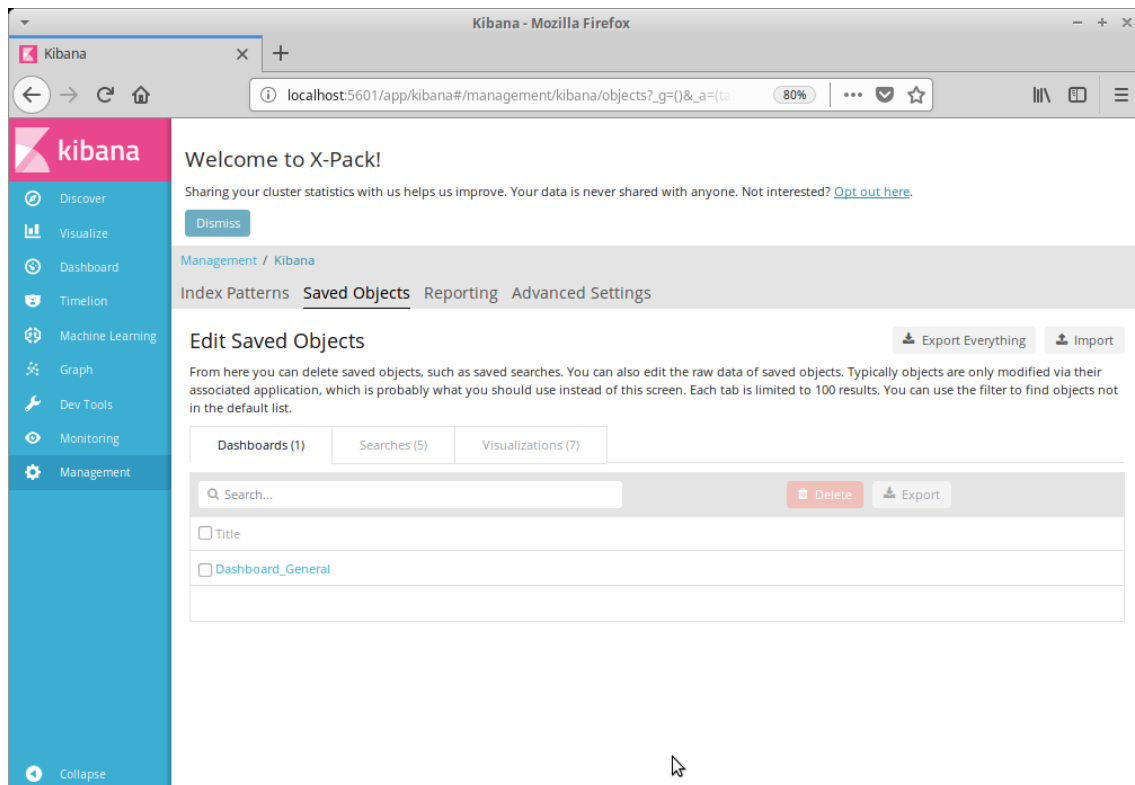 Kibana - Mozilla Firefox
Kibana
localhost:5601/app/kibana#/management/kibana/objects?_g=()&_a=(ta
80%
kibana
Discover
Visualize
Dashboard
Timelion
Machine Learning
Graph
Dev Tools
Monitoring
Management
Collapse
Welcome to X-Pack!
Sharing your cluster statistics with us helps us improve. Your data is never shared with anyone. Not interested? Opt out here.
Dismiss
Management / Kibana
Index Patterns Saved Objects Reporting Advanced Settings
Edit Saved Objects
Export Everything Import
From here you can delete saved objects, such as saved searches. You can also edit the raw data of saved objects. Typically objects are only modified via their
associated application, which is probably what you should use instead of this screen. Each tab is limited to 100 results. You can use the filter to find objects not
in the default list.
Dashboards (1) Searches (5) Visualizations (7)
Search... Delete Export
Title
Dashboard_General